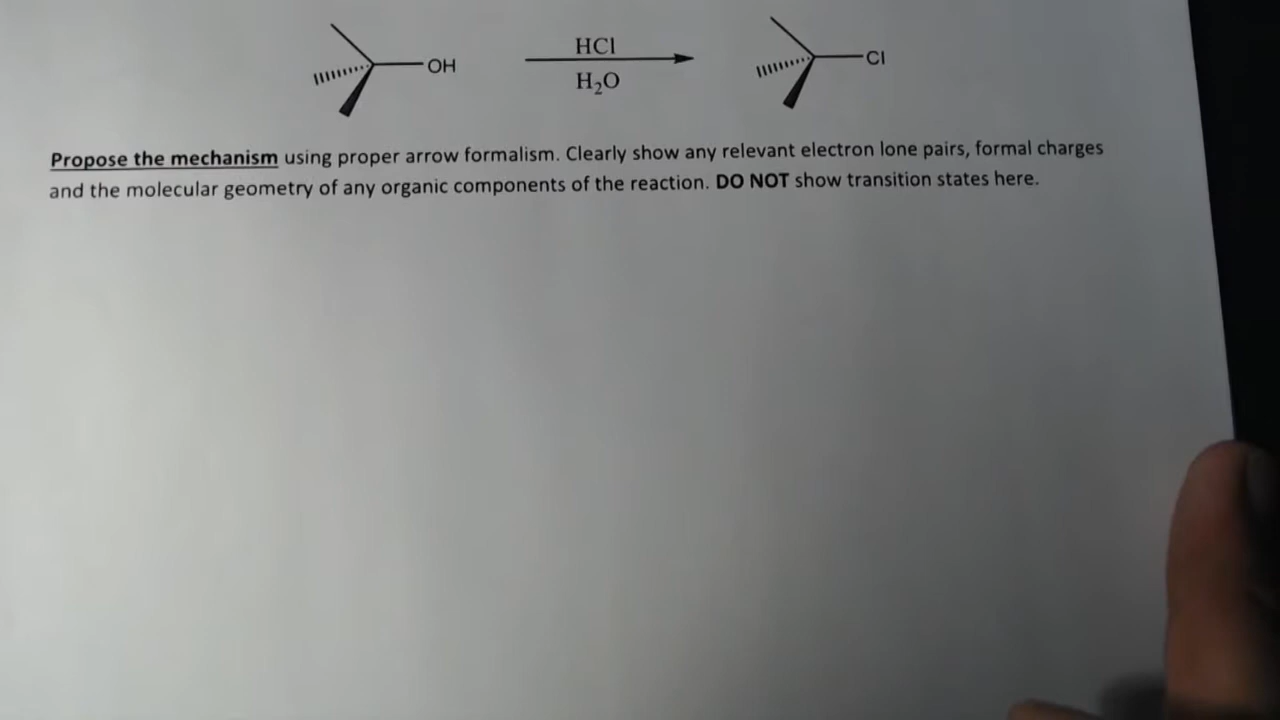 OH HCl Cl
H₂O
Propose the mechanism using proper arrow formalism. Clearly show any relevant electron lone pairs, formal charges
and the molecular geometry of any organic components of the reaction. DO NOT show transition states here.